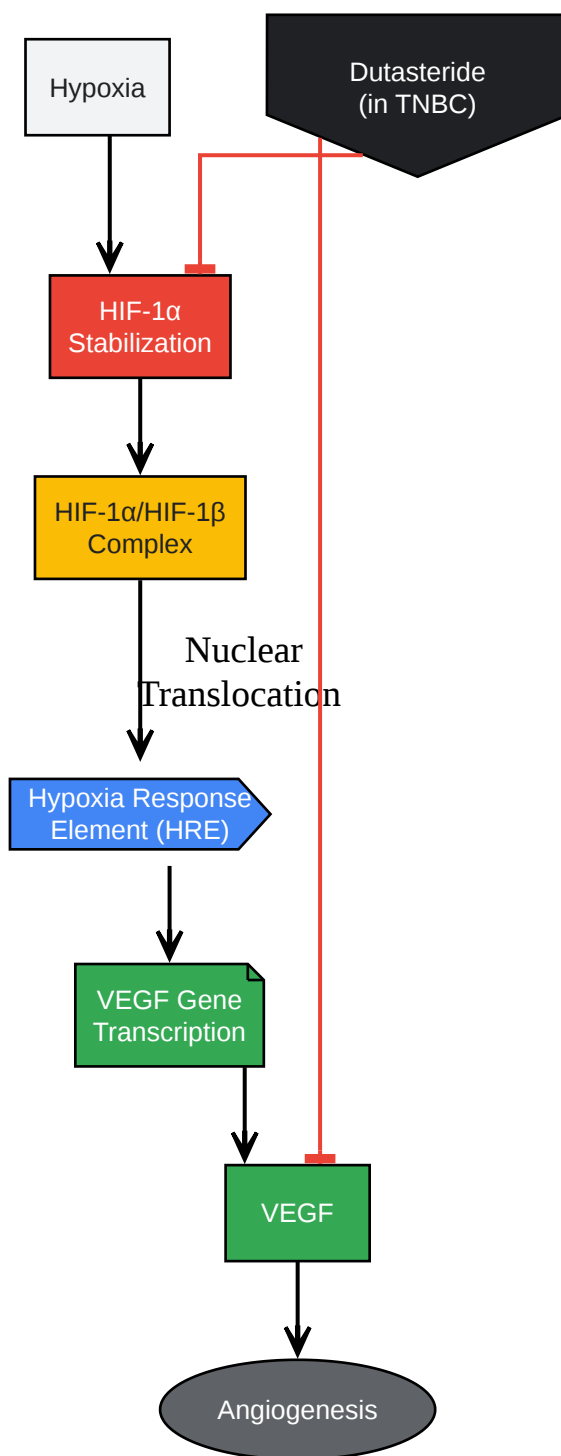 Hypoxia
Dutasteride
(in TNBC)
HIF-1α
Stabilization
HIF-1α/HIF-1β
Complex
Nuclear
Translocation
Hypoxia Response
Element (HRE)
VEGF Gene
Transcription
VEGF
Angiogenesis